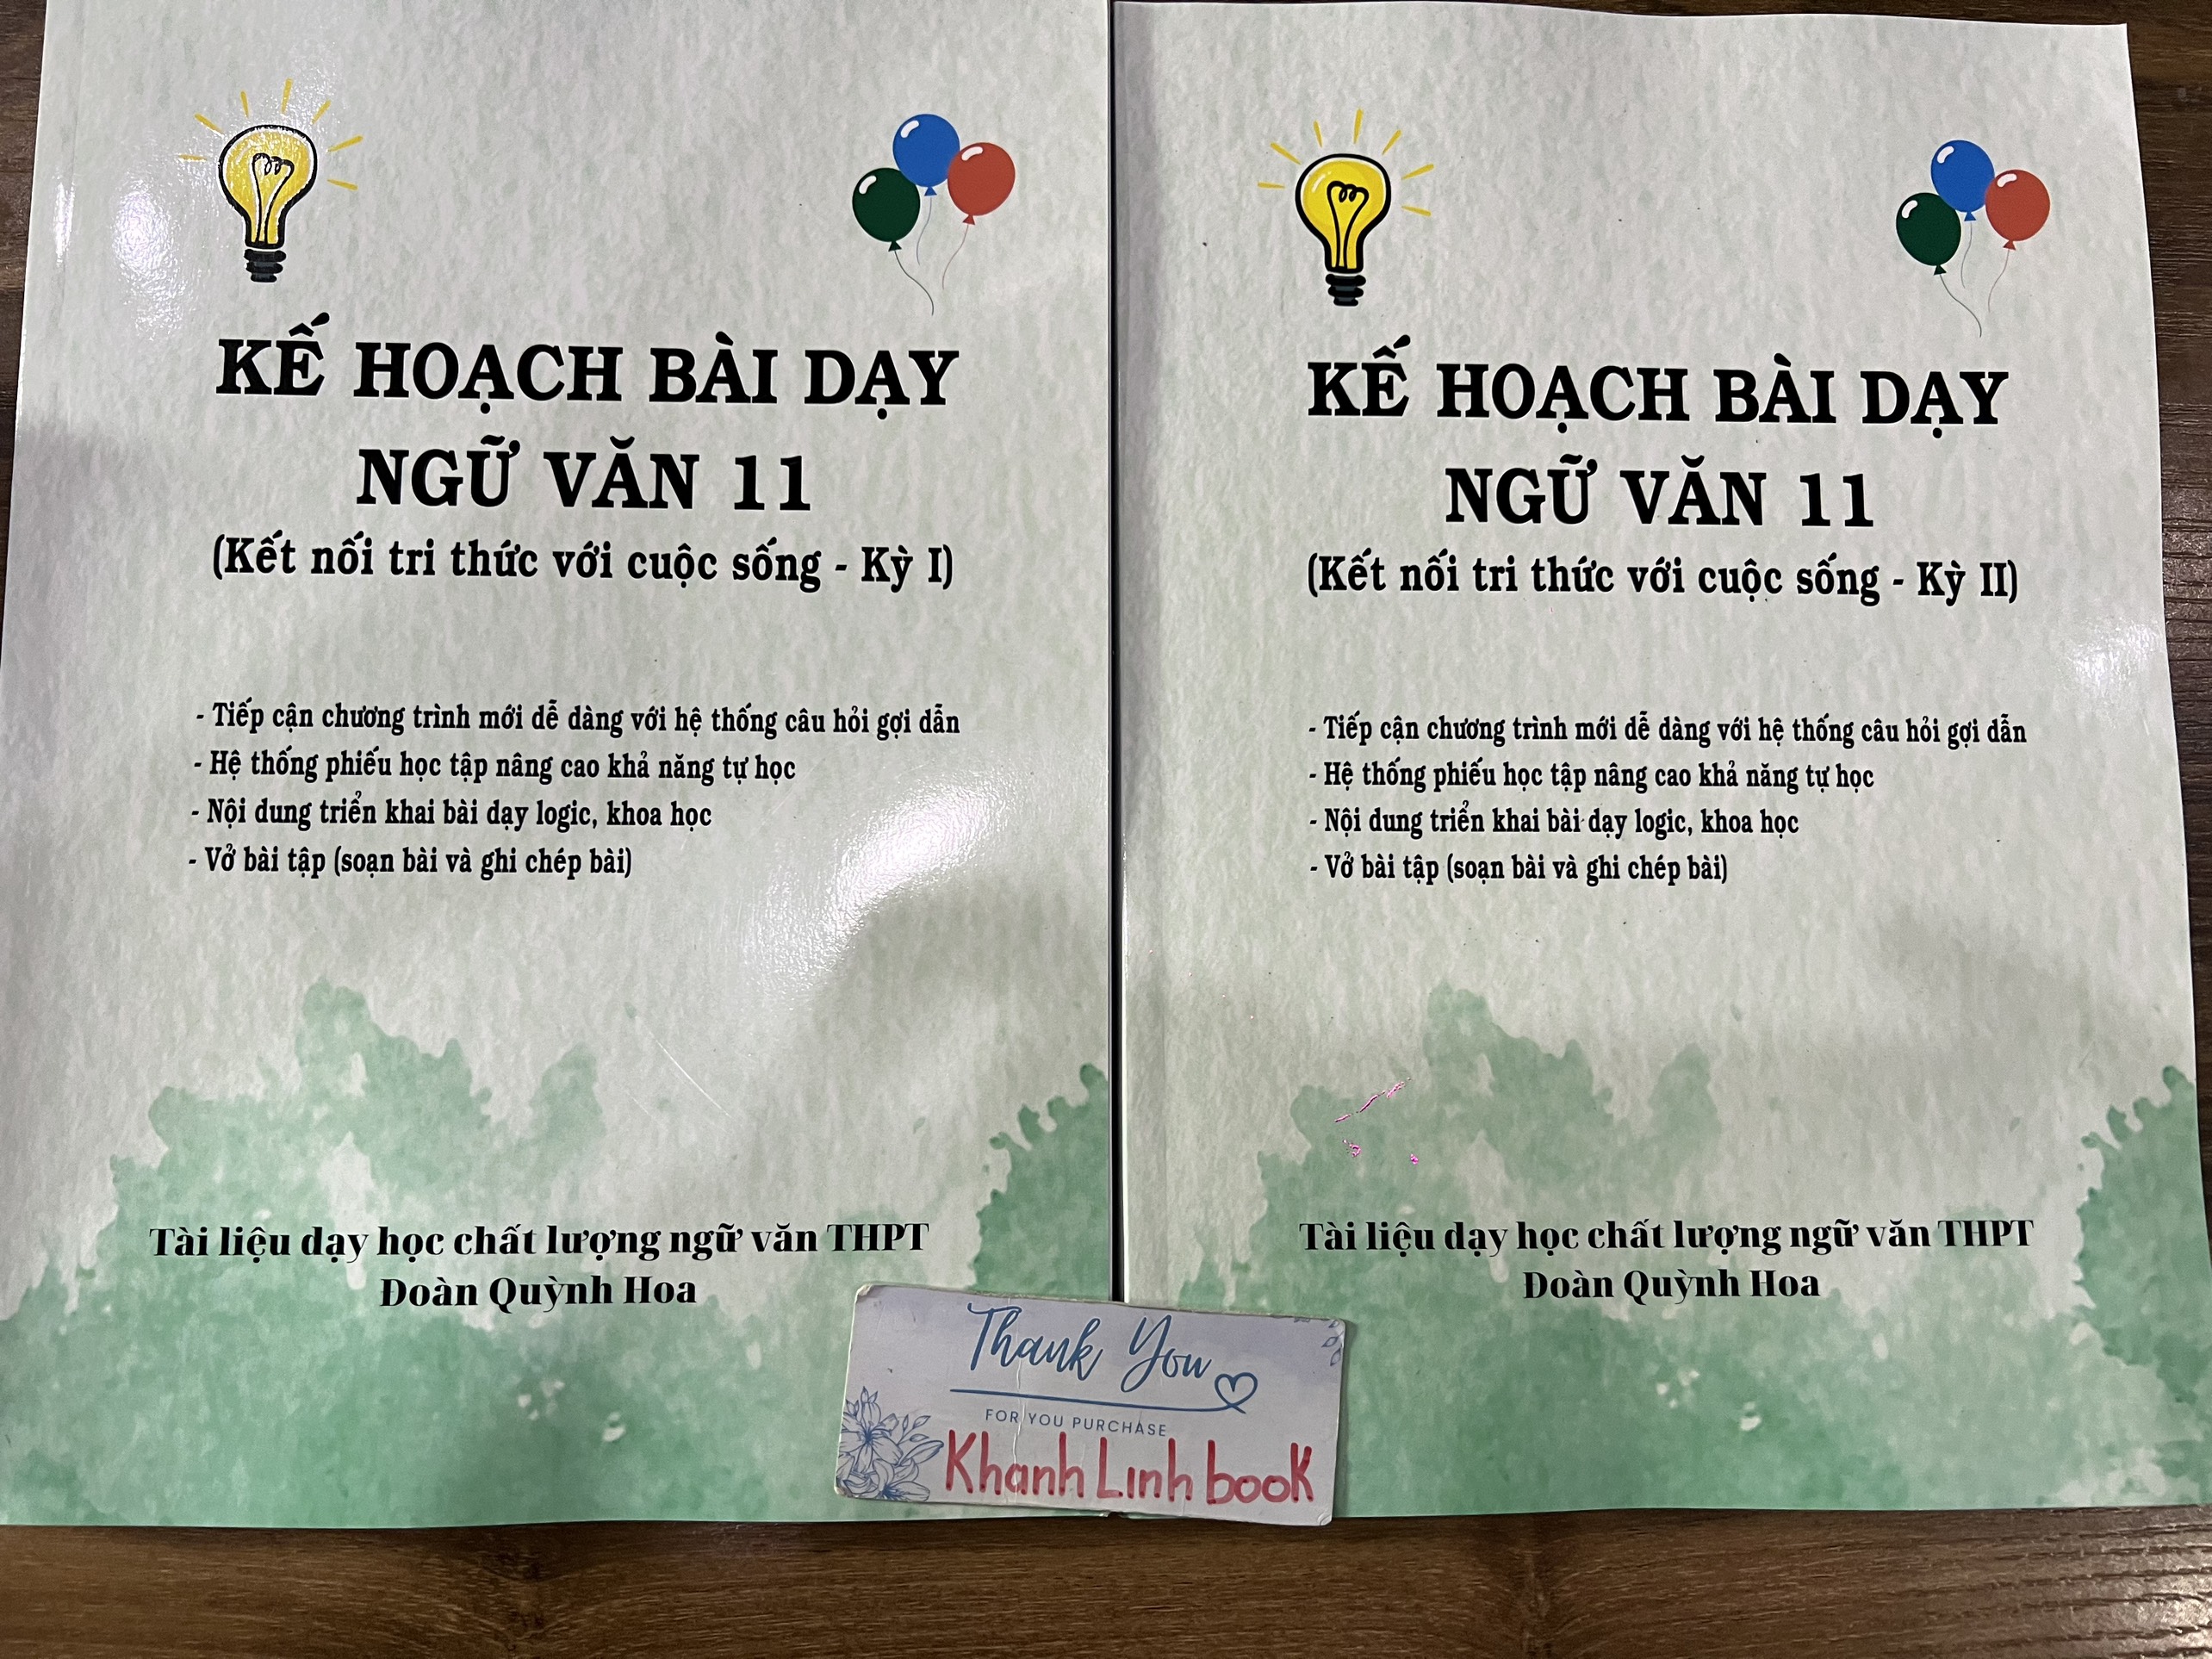 KẾ HOẠCH BÀI DẠY
NGỮ VĂN 11
(Kết nối tri thức với cuộc sống - Kỳ I)
- Tiếp cận chương trình mới dễ dàng với hệ thống câu hỏi gợi dẫn
- Hệ thống phiếu học tập nâng cao khả năng tự học
- Nội dung triển khai bài dạy logic, khoa học
- Vở bài tập (soạn bài và ghi chép bài)
Tài liệu dạy học chất lượng ngữ văn THPT
Đoàn Quỳnh Hoa
KẾ HOẠCH BÀI DẠY
NGỮ VĂN 11
(Kết nối tri thức với cuộc sống - Kỳ II)
- Tiếp cận chương trình mới dễ dàng với hệ thống câu hỏi gợi dẫn
- Hệ thống phiếu học tập nâng cao khả năng tự học
- Nội dung triển khai bài dạy logic, khoa học
- Vở bài tập (soạn bài và ghi chép bài)
Tài liệu dạy học chất lượng ngữ văn THPT
Đoàn Quỳnh Hoa
Thank You
FOR YOU PURCHASE
Khanh Linh book